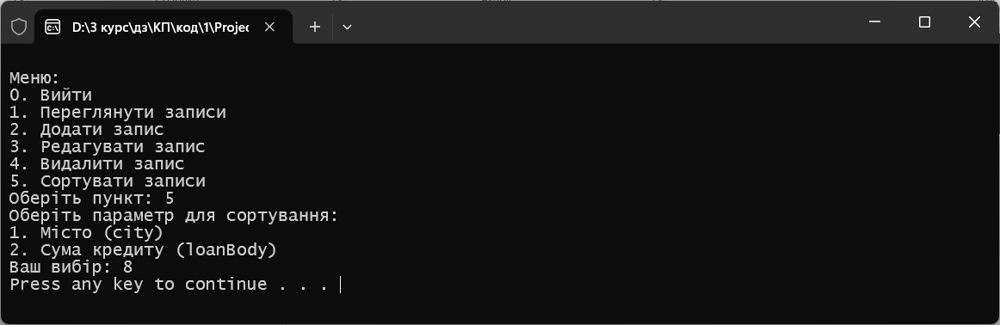 D:\3 курс\дз\КП\код\1\Projec
Меню:
0. Вийти
1. Переглянути записи
2. Додати запис
3. Редагувати запис
4. Видалити запис
5. Сортувати записи
Оберіть пункт: 5
Оберіть параметр для сортування:
1. Місто (city)
2. Сума кредиту (loanBody)
Ваш вибір: 8
Press any key to continue . . .